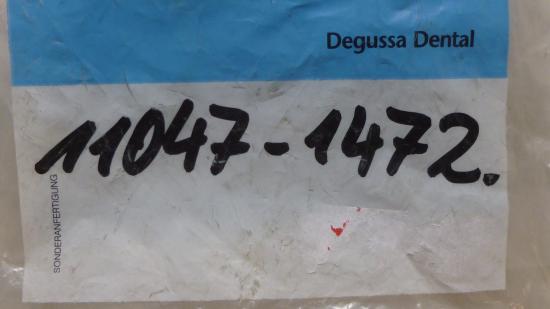 Degussa Dental
11047-1472.
SONDERANFERTIGUNG